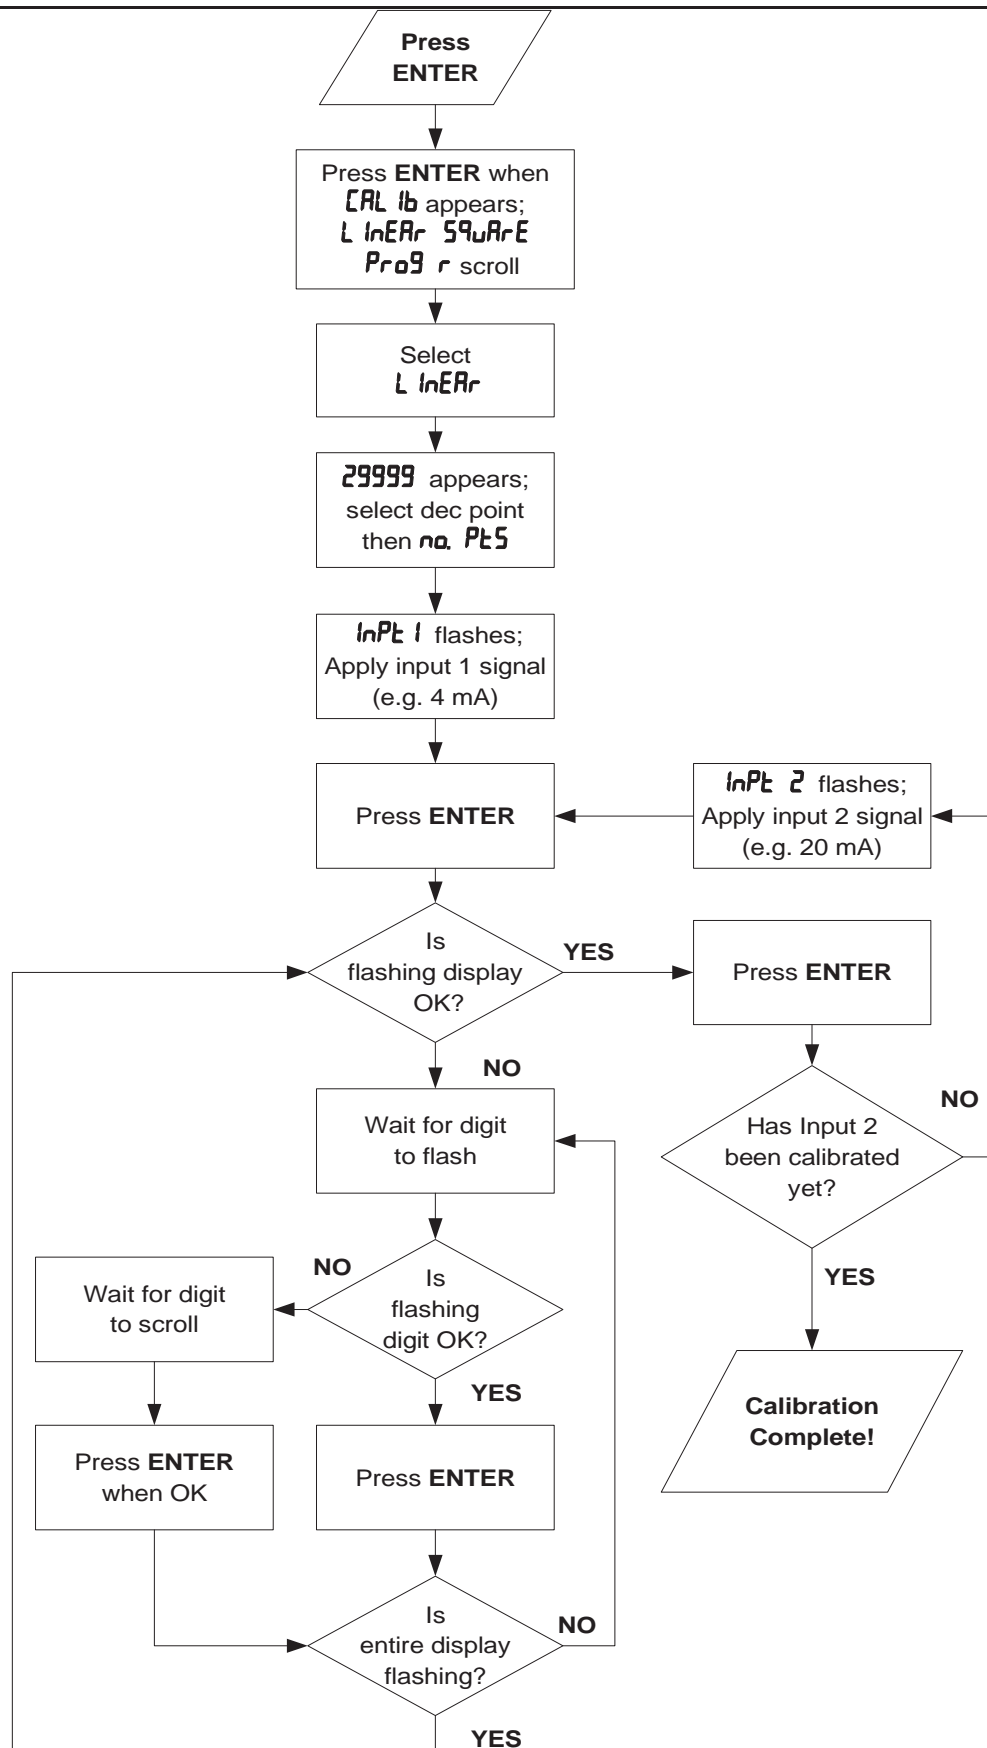 Press
ENTER
Press ENTER when
CALIb appears;
LInEAr SquArE
Prog r scroll
Select
LInEAr
29999 appears;
select dec point
then no. PtS
InPt 1 flashes;
Apply input 1 signal
(e.g. 4 mA)
Press ENTER
InPt 2 flashes;
Apply input 2 signal
(e.g. 20 mA)
Is
flashing display
OK?
YES
Press ENTER
NO
Wait for digit
to flash
Has Input 2
been calibrated
yet?
NO
YES
Wait for digit
to scroll
NO
Is
flashing
digit OK?
YES
Calibration
Complete!
Press ENTER
when OK
Press ENTER
Is
entire display
flashing?
NO
YES